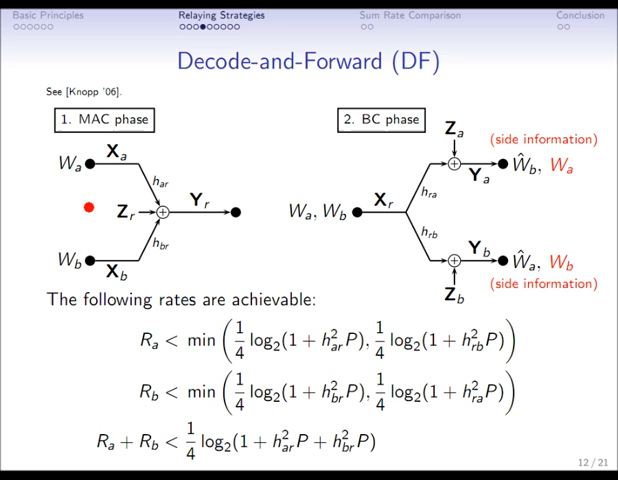 Basic Principles Relaying Strategies Sum Rate Comparison Conclusion
Decode-and-Forward (DF)
See [Knopp '06].
1. MAC phase
2. BC phase
W_a X_a
h_ar
Z_r Y_r
h_br
W_b X_b
Z_a
(side information)
Y_a Ŵ_b, W_a
h_ra
W_a, W_b X_r
h_rb
Y_b Ŵ_a, W_b
(side information)
Z_b
The following rates are achievable:
R_a < min ( 1/4 log_2(1 + h_ar^2 P), 1/4 log_2(1 + h_rb^2 P) )
R_b < min ( 1/4 log_2(1 + h_br^2 P), 1/4 log_2(1 + h_ra^2 P) )
R_a + R_b < 1/4 log_2(1 + h_ar^2 P + h_br^2 P)
12 / 21